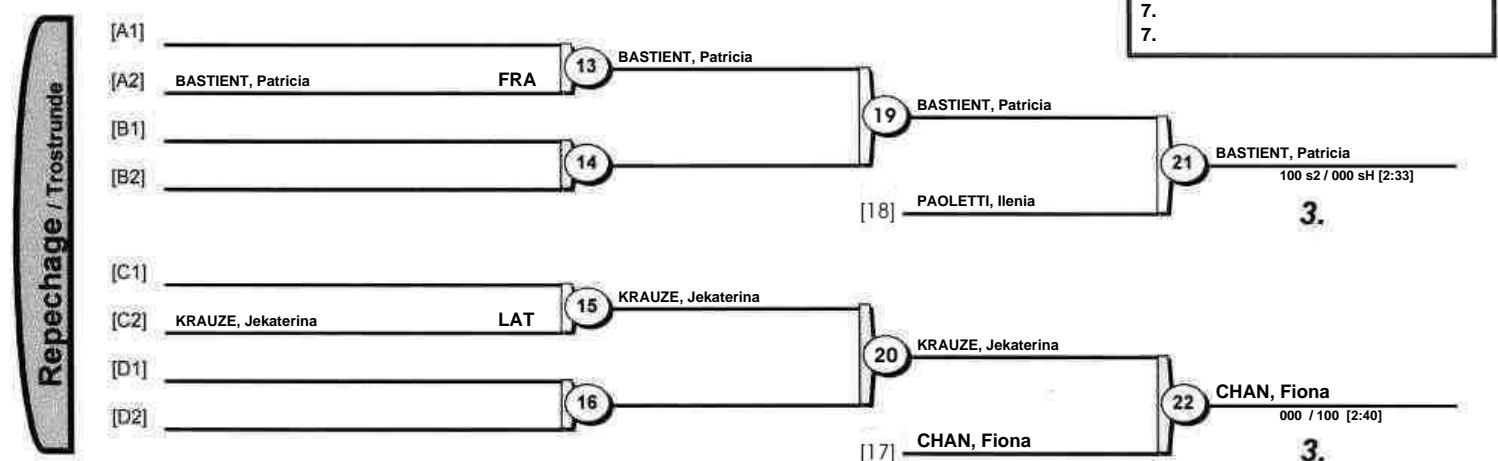 7.
7.
Repechage / Trostrunde
[A1]
[A2] BASTIENT, Patricia FRA
[B1]
[B2]
13 BASTIENT, Patricia
14
19 BASTIENT, Patricia
[18] PAOLETTI, Ilenia
21 BASTIENT, Patricia
100 s2 / 000 sH [2:33]
3.
[C1]
[C2] KRAUZE, Jekaterina LAT
[D1]
[D2]
15 KRAUZE, Jekaterina
16
20 KRAUZE, Jekaterina
[17] CHAN, Fiona
22 CHAN, Fiona
000 / 100 [2:40]
3.